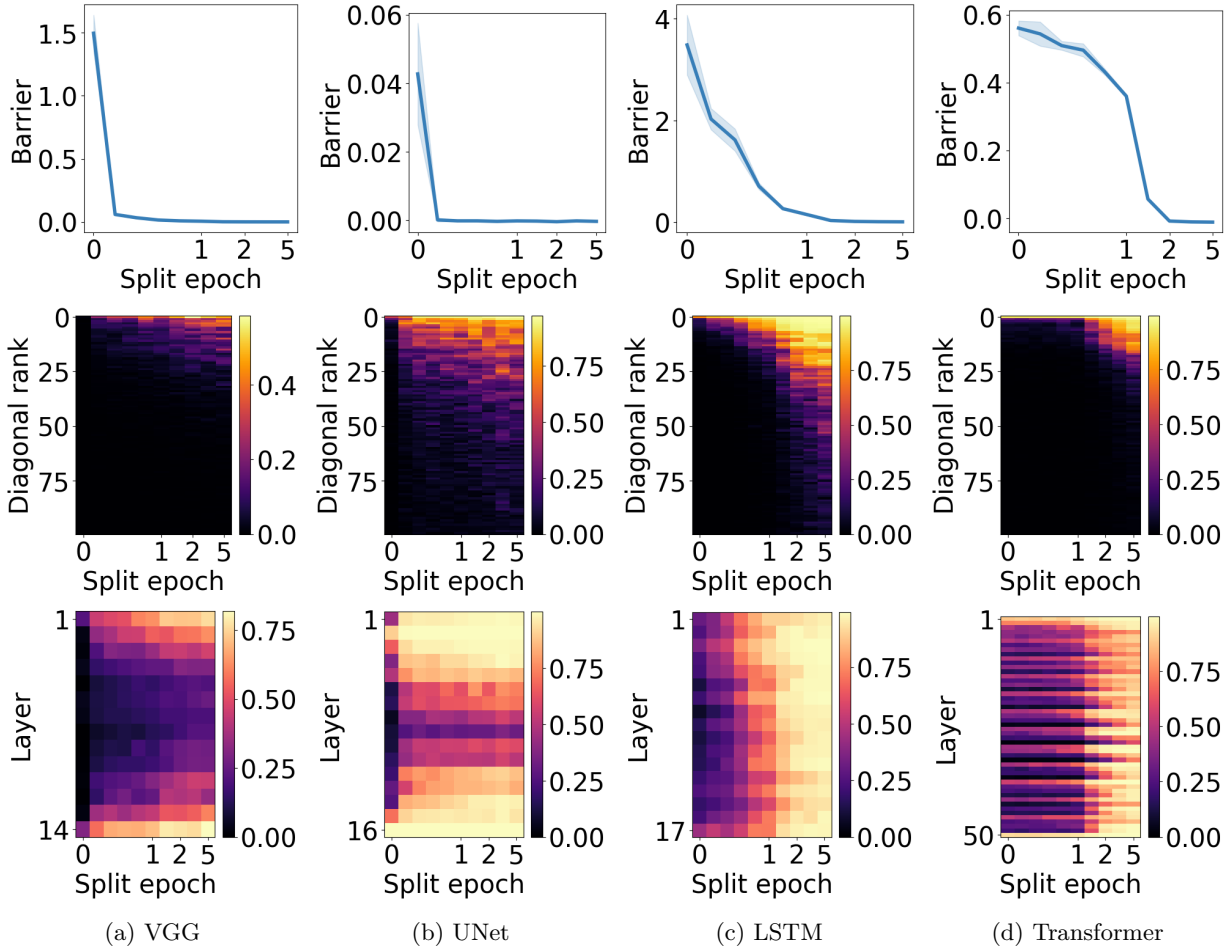 Barrier
1.5
1.0
0.5
0.0
0 1 2 5
Split epoch
Barrier
0.06
0.04
0.02
0.00
0 1 2 5
Split epoch
Barrier
4
2
0
0 1 2 5
Split epoch
Barrier
0.6
0.4
0.2
0.0
0 1 2 5
Split epoch
Diagonal rank
0
25
50
75
0 1 2 5
Split epoch
0.4
0.2
0.0
Diagonal rank
0
25
50
75
0 1 2 5
Split epoch
0.75
0.50
0.25
0.00
Diagonal rank
0
25
50
75
0 1 2 5
Split epoch
0.75
0.50
0.25
0.00
Diagonal rank
0
25
50
75
0 1 2 5
Split epoch
0.75
0.50
0.25
0.00
Layer
1
14
0 1 2 5
Split epoch
0.75
0.50
0.25
0.00
Layer
1
16
0 1 2 5
Split epoch
0.75
0.50
0.25
0.00
Layer
1
17
0 1 2 5
Split epoch
0.75
0.50
0.25
0.00
Layer
1
50
0 1 2 5
Split epoch
0.75
0.50
0.25
0.00
(a) VGG
(b) UNet
(c) LSTM
(d) Transformer